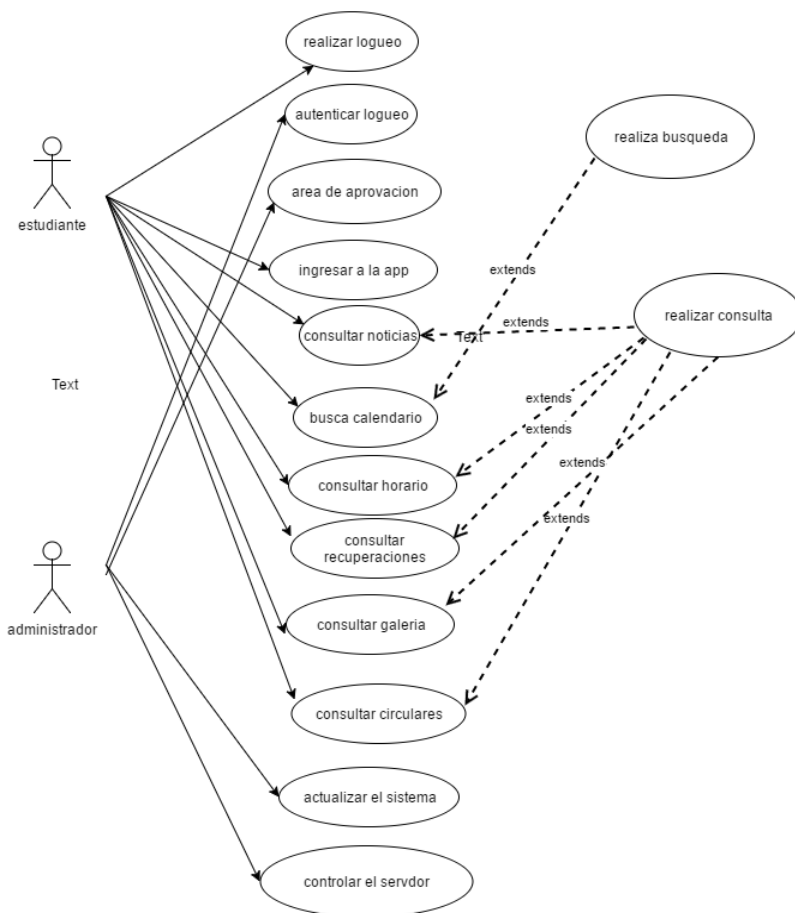 realizar logueo
autenticar logueo
realiza busqueda
area de aprovacion
estudiante
ingresar a la app
extends
realizar consulta
consultar noticias
extends
Text
Text
busca calendario
extends
extends
consultar horario
extends
extends
consultar
recuperaciones
administrador
consultar galeria
consultar circulares
actualizar el sistema
controlar el servdor